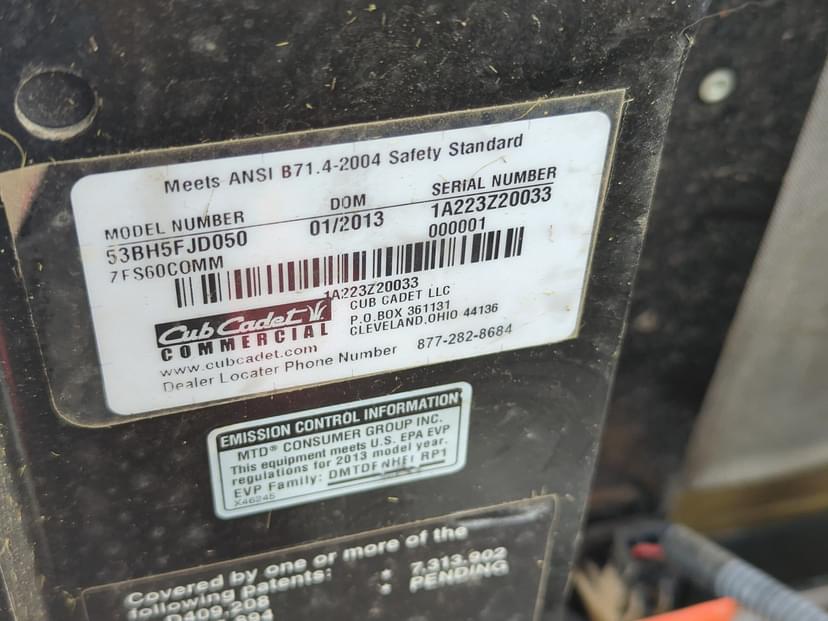 Meets ANSI B71.4-2004 Safety Standard
MODEL NUMBER DOM SERIAL NUMBER
53BH5FJD050 01/2013 1A223Z20033
7FS60COMM 000001
1A223Z20033
Cub Cadet
COMMERCIAL
CUB CADET LLC
P.O.BOX 361131
CLEVELAND,OHIO 44136
www.cubcadet.com
Dealer Locater Phone Number 877-282-8684
EMISSION CONTROL INFORMATION
MTD® CONSUMER GROUP INC.
This equipment meets U.S. EPA EVP
regulations for 2013 model year.
EVP Family: RP1
X46245
Covered by one or more of the
following patents: • 7,313,902
D409,208 • PENDING